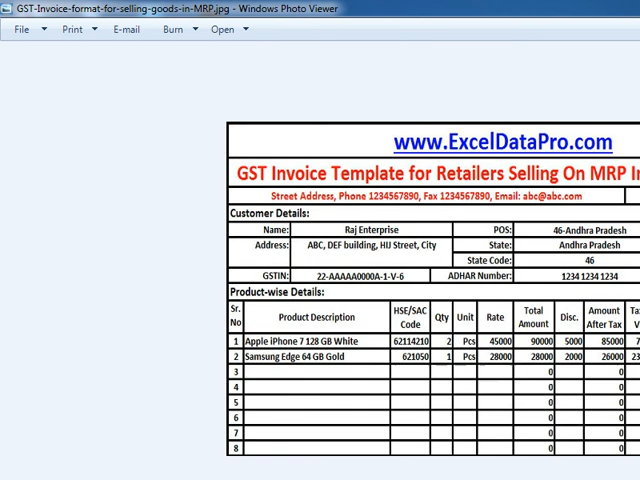 GST-Invoice-format-for-selling-goods-in-MRP.jpg - Windows Photo Viewer
File Print E-mail Burn Open
www.ExcelDataPro.com
GST Invoice Template for Retailers Selling On MRP In
Street Address, Phone 1234567890, Fax 1234567890, Email: abc@abc.com
Customer Details:
Name: Raj Enterprise POS: 46-Andhra Pradesh
Address: ABC, DEF building, HIJ Street, City State: Andhra Pradesh
State Code: 46
GSTIN: 22-AAAAA0000A-1-V-6 ADHAR Number: 1234 1234 1234
Product-wise Details:
Sr. No Product Description HSE/SAC Code Qty Unit Rate Total Amount Disc. Amount After Tax Ta V
1 Apple iPhone 7 128 GB White 62114210 2 Pcs 45000 90000 5000 85000 7
2 Samsung Edge 64 GB Gold 621050 1 Pcs 28000 28000 2000 26000 23
3 0 0
4 0 0
5 0 0
6 0 0
7 0 0
8 0 0